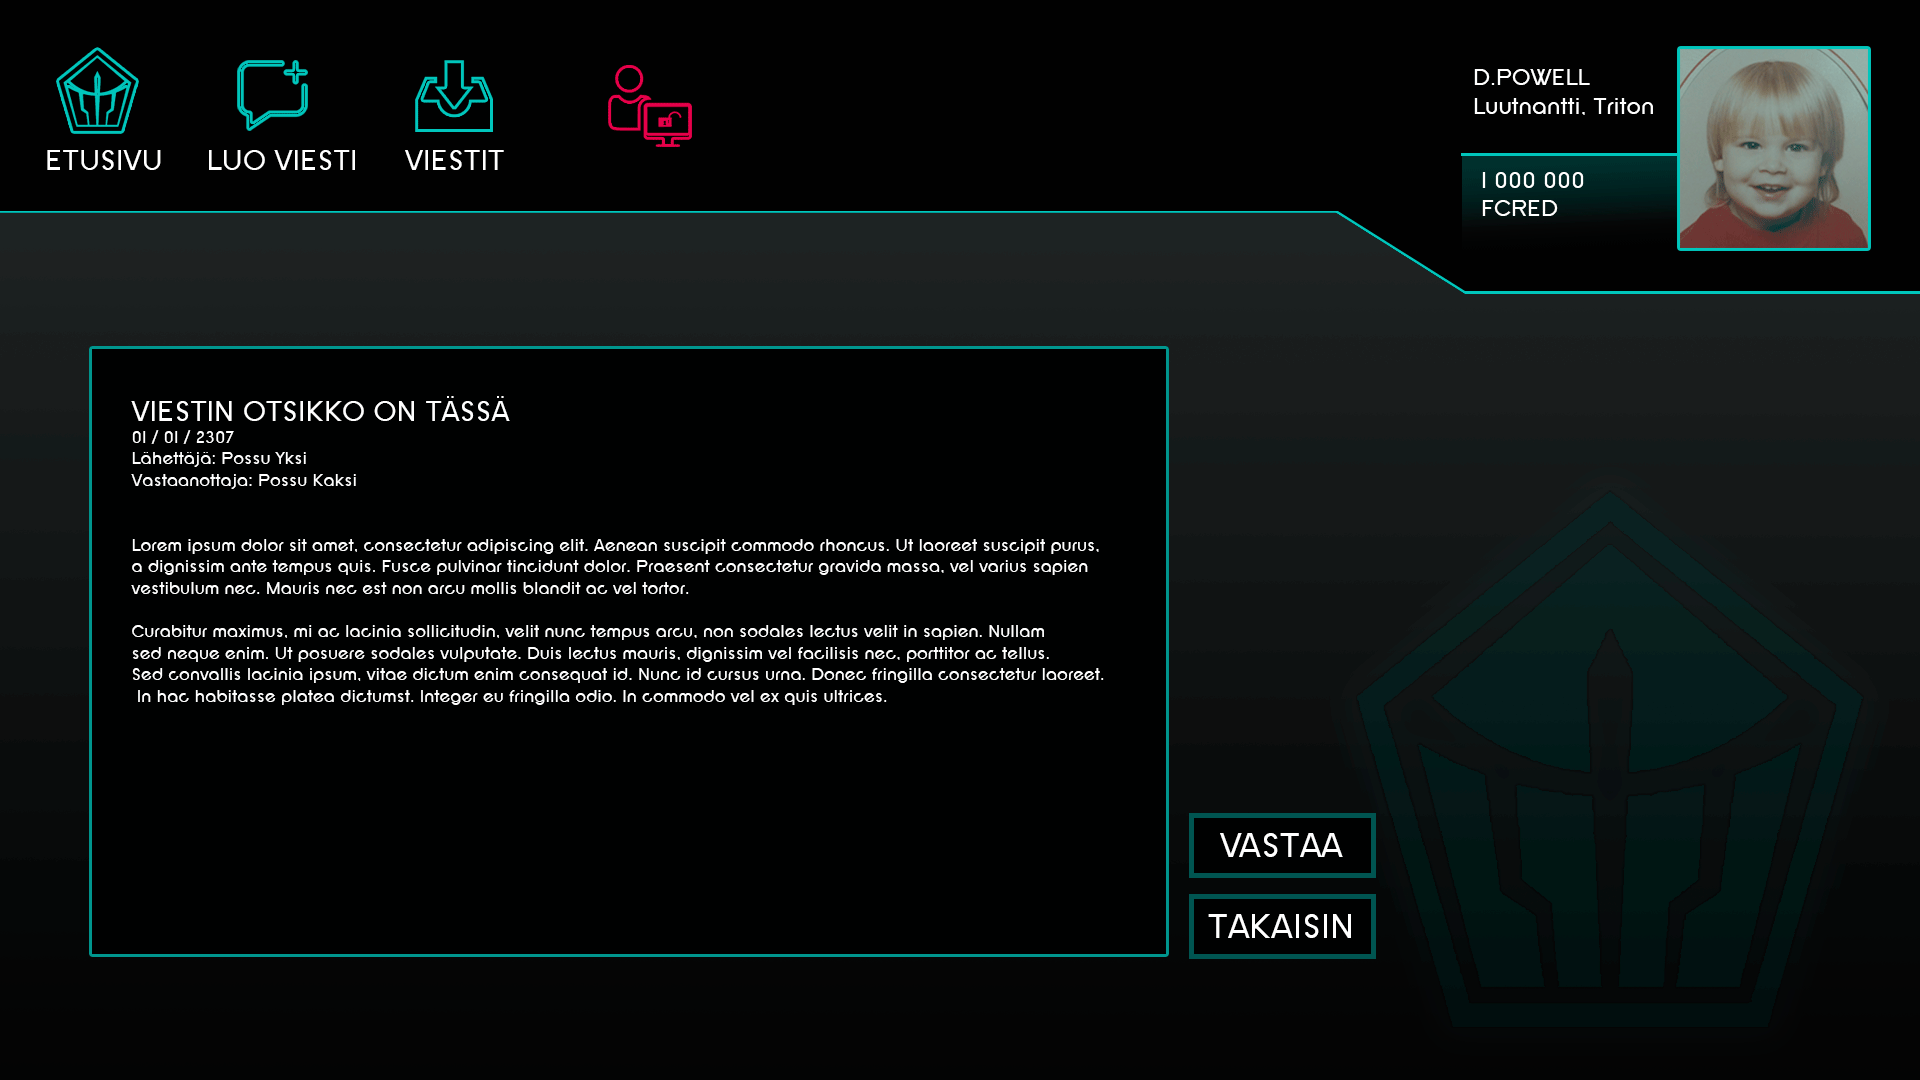 ETUSIVU
LUO VIESTI
VIESTIT
D.POWELL
Luutnantti, Triton
1 000 000
FCRED
VIESTIN OTSIKKO ON TÄSSÄ
01 / 01 / 2307
Lähettäjä: Possu Yksi
Vastaanottaja: Possu Kaksi
Lorem ipsum dolor sit amet, consectetur adipiscing elit. Aenean suscipit commodo rhoncus. Ut laoreet suscipit purus,
a dignissim ante tempus quis. Fusce pulvinar tincidunt dolor. Praesent consectetur gravida massa, vel varius sapien
vestibulum nec. Mauris nec est non arcu mollis blandit ac vel tortor.
Curabitur maximus, mi ac lacinia sollicitudin, velit nunc tempus arcu, non sodales lectus velit in sapien. Nullam
sed neque enim. Ut posuere sodales vulputate. Duis lectus mauris, dignissim vel facilisis nec, porttitor ac tellus.
Sed convallis lacinia ipsum, vitae dictum enim consequat id. Nunc id cursus urna. Donec fringilla consectetur laoreet.
In hac habitasse platea dictumst. Integer eu fringilla odio. In commodo vel ex quis ultrices.
VASTAA
TAKAISIN